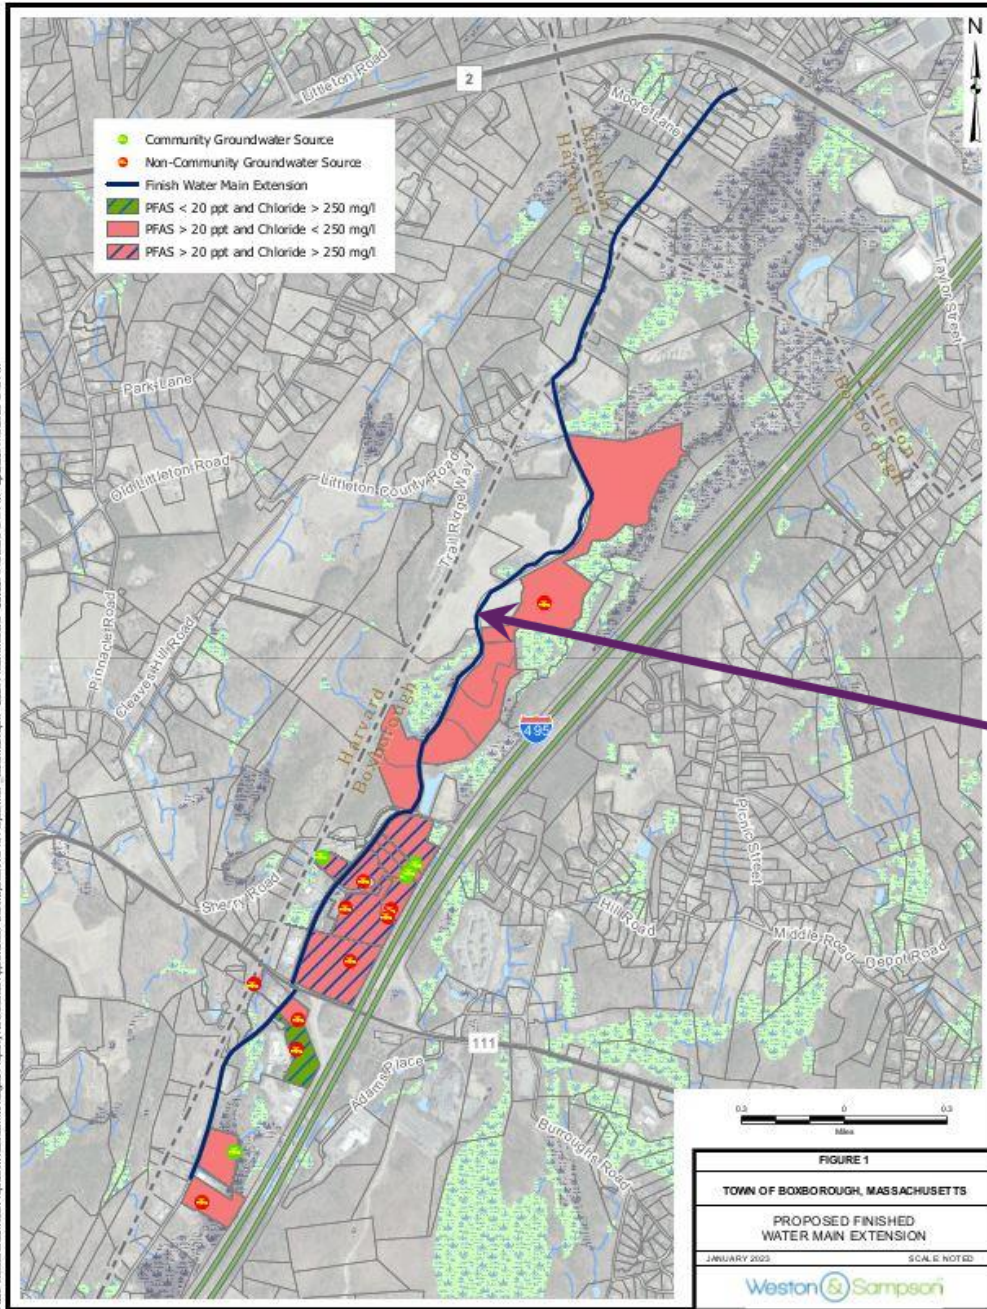 N
Littleton Road
2
Moore Lane
Littleton
Harvard
Community Groundwater Source
Non-Community Groundwater Source
Finish Water Main Extension
PFAS < 20 ppt and Chloride > 250 mg/l
PFAS > 20 ppt and Chloride < 250 mg/l
PFAS > 20 ppt and Chloride > 250 mg/l
Taylor Street
Park Lane
Littleton
Boxborough
Old Littleton Road
Littleton County Road
Trail Ridge Way
Pinnacle Road
Cleaves Hill Road
Harvard
Boxborough
495
Picnic Street
Sherry Road
Hill Road
Middle Road
Depot Road
111
Adams Place
Burroughs Road
0.3 0 0.3
Miles
FIGURE 1
TOWN OF BOXBOROUGH, MASSACHUSETTS
PROPOSED FINISHED
WATER MAIN EXTENSION
JANUARY 2023 SCALE NOTED
Weston & Sampson